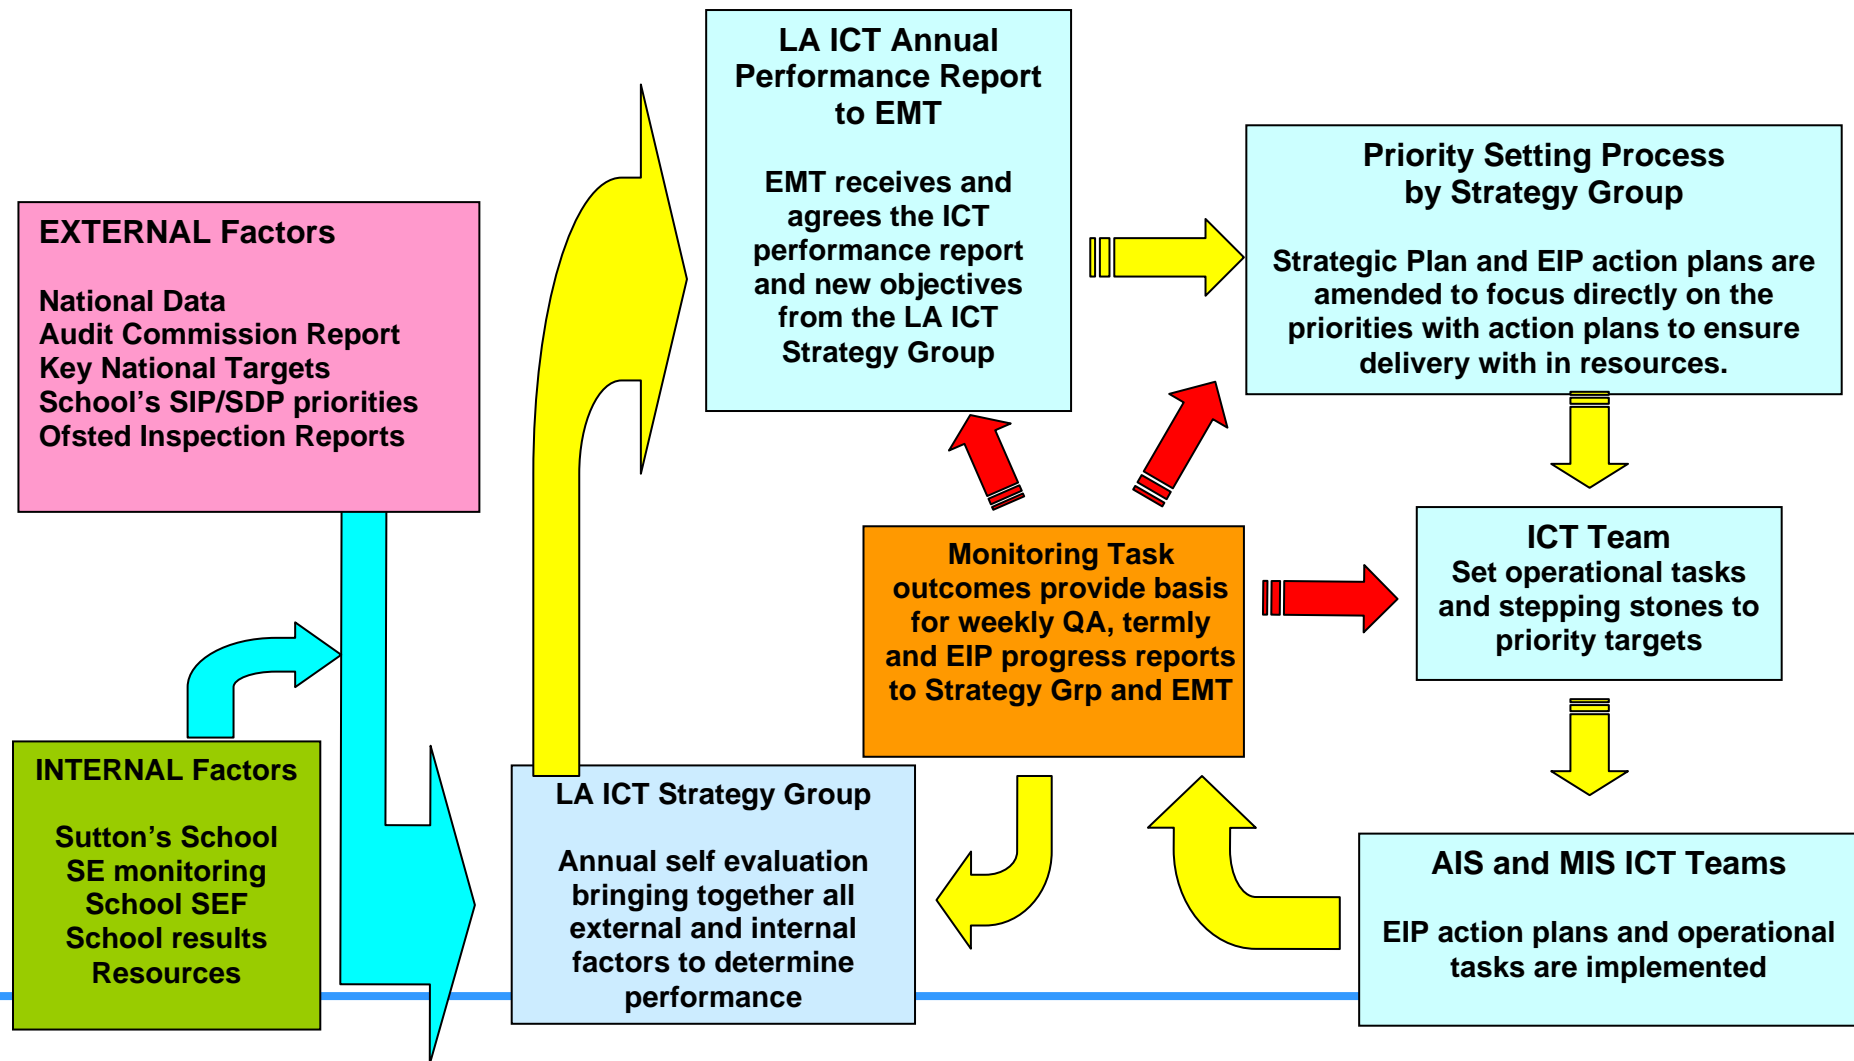 EXTERNAL Factors
National Data
Audit Commission Report
Key National Targets
School’s SIP/SDP priorities
Ofsted Inspection Reports
INTERNAL Factors
Sutton’s School
SE monitoring
School SEF
School results
Resources
LA ICT Strategy Group
Annual self evaluation
bringing together all
external and internal
factors to determine
performance
LA ICT Annual
Performance Report
to EMT
EMT receives and
agrees the ICT
performance report
and new objectives
from the LA ICT
Strategy Group
Priority Setting Process
by Strategy Group
Strategic Plan and EIP action plans are
amended to focus directly on the
priorities with action plans to ensure
delivery with in resources.
ICT Team
Set operational tasks
and stepping stones to
priority targets
AIS and MIS ICT Teams
EIP action plans and operational
tasks are implemented
Monitoring Task
outcomes provide basis
for weekly QA, termly
and EIP progress reports
to Strategy Grp and EMT